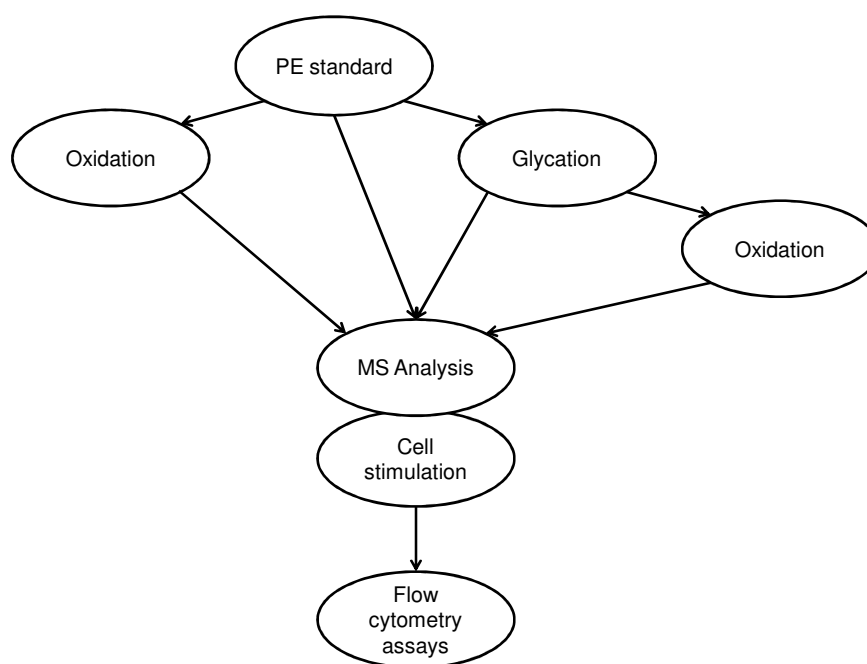 PE standard
Oxidation
Glycation
Oxidation
MS Analysis
Cell
stimulation
Flow
cytometry
assays